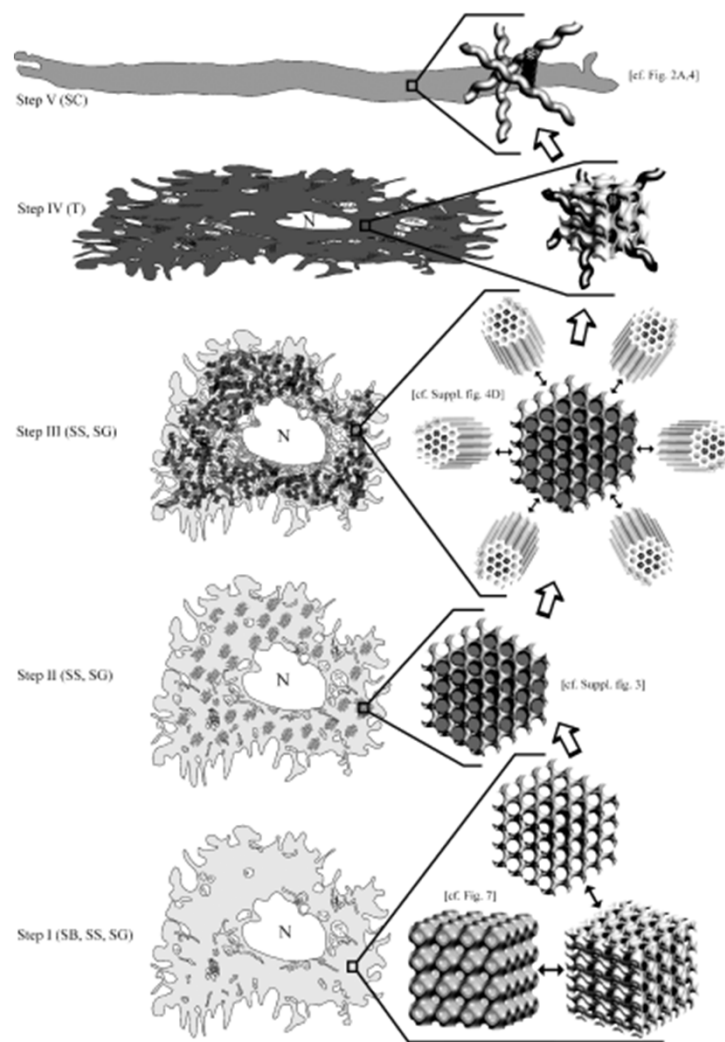 [cf. Fig. 2A,4]
Step V (SC)
Step IV (T)
N
[cf. Suppl. fig. 4D]
Step III (SS, SG)
N
Step II (SS, SG)
N
[cf. Suppl. fig. 3]
[cf. Fig. 7]
Step I (SB, SS, SG)
N